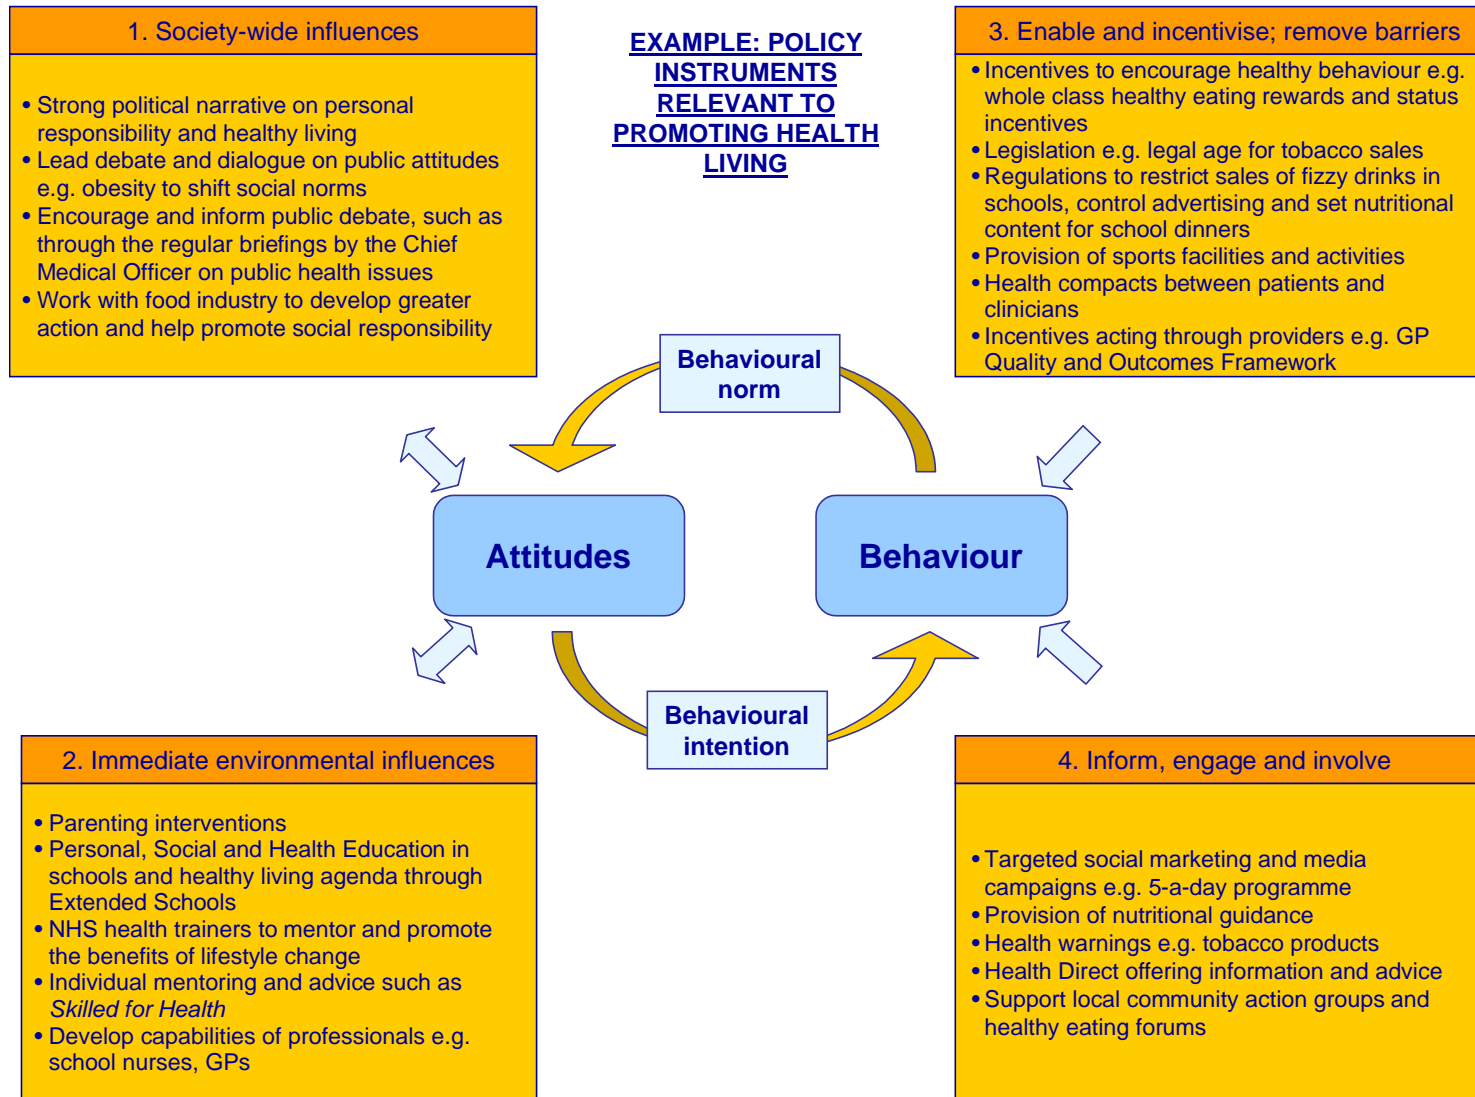 1. Society-wide influences
• Strong political narrative on personal
responsibility and healthy living
• Lead debate and dialogue on public attitudes
e.g. obesity to shift social norms
• Encourage and inform public debate, such as
through the regular briefings by the Chief
Medical Officer on public health issues
• Work with food industry to develop greater
action and help promote social responsibility
EXAMPLE: POLICY
INSTRUMENTS
RELEVANT TO
PROMOTING HEALTH
LIVING
3. Enable and incentivise; remove barriers
• Incentives to encourage healthy behaviour e.g.
whole class healthy eating rewards and status
incentives
• Legislation e.g. legal age for tobacco sales
• Regulations to restrict sales of fizzy drinks in
schools, control advertising and set nutritional
content for school dinners
• Provision of sports facilities and activities
• Health compacts between patients and
clinicians
• Incentives acting through providers e.g. GP
Quality and Outcomes Framework
Behavioural
norm
Attitudes
Behaviour
Behavioural
intention
2. Immediate environmental influences
• Parenting interventions
• Personal, Social and Health Education in
schools and healthy living agenda through
Extended Schools
• NHS health trainers to mentor and promote
the benefits of lifestyle change
• Individual mentoring and advice such as
Skilled for Health
• Develop capabilities of professionals e.g.
school nurses, GPs
4. Inform, engage and involve
• Targeted social marketing and media
campaigns e.g. 5-a-day programme
• Provision of nutritional guidance
• Health warnings e.g. tobacco products
• Health Direct offering information and advice
• Support local community action groups and
healthy eating forums